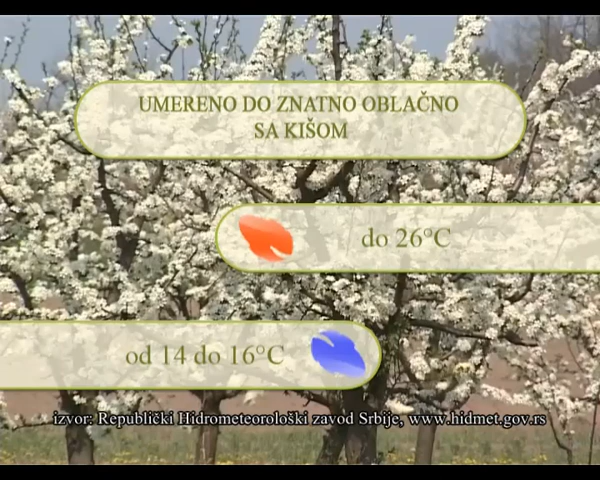 UMERENO DO ZNATNO OBLAČNO
SA KIŠOM
do 26°C
od 14 do 16°C
izvor: Republički Hidrometeorološki zavod Srbije, www.hidmet.gov.rs